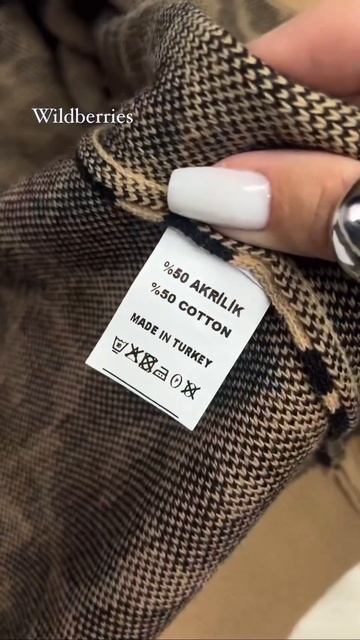 Wildberries
%50 AKRİLİK
%50 COTTON
MADE IN TURKEY